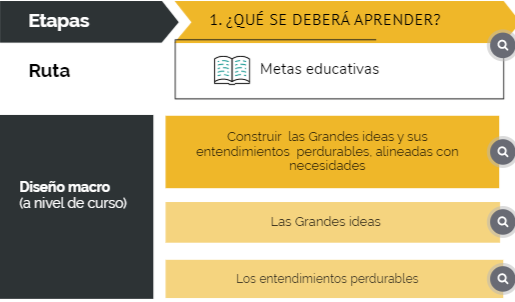 Etapas
1. ¿QUÉ SE DEBERÁ APRENDER?
Ruta
Metas educativas
Diseño macro
(a nivel de curso)
Construir las Grandes ideas y sus
entendimientos perdurables, alineadas con
necesidades
Las Grandes ideas
Los entendimientos perdurables